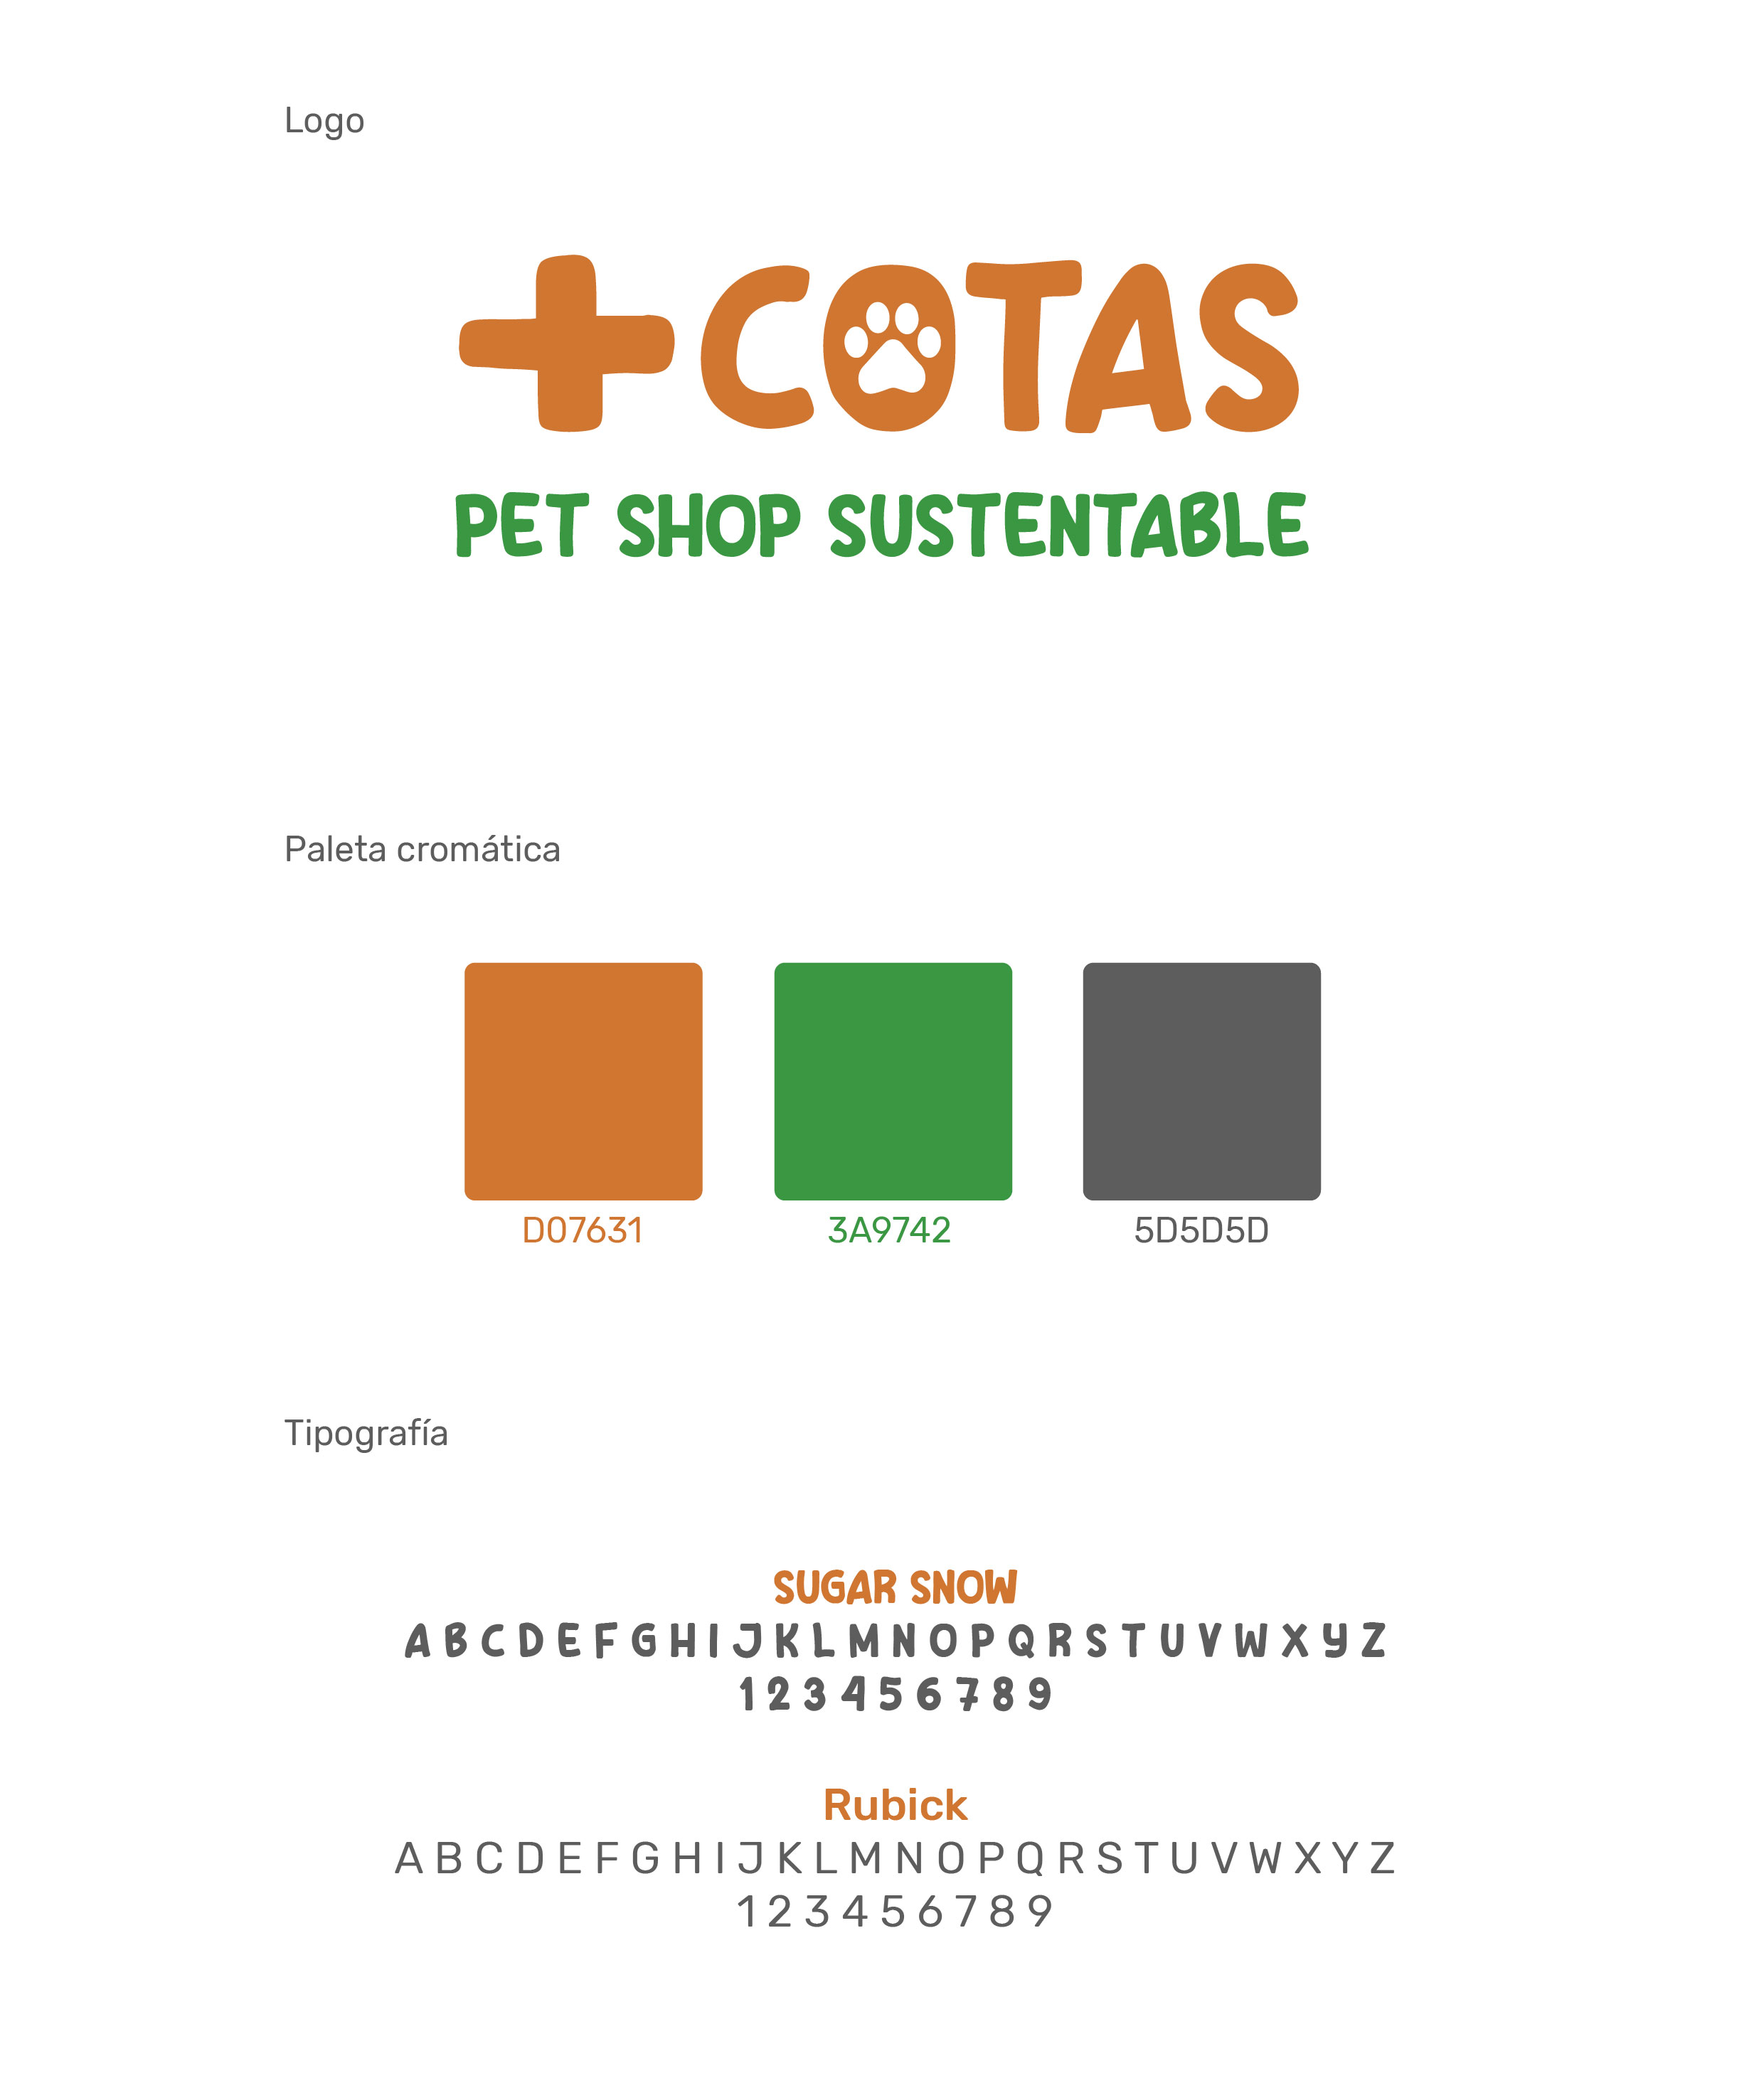 Logo
+COTAS
PET SHOP SUSTENTABLE
Paleta cromática
D07631 3A9742 5D5D5D
Tipografía
SUGAR SNOW
A B C D E F G H I J K L M N O P Q R S T U V W X Y Z
1 2 3 4 5 6 7 8 9
Rubick
A B C D E F G H I J K L M N O P Q R S T U V W X Y Z
1 2 3 4 5 6 7 8 9